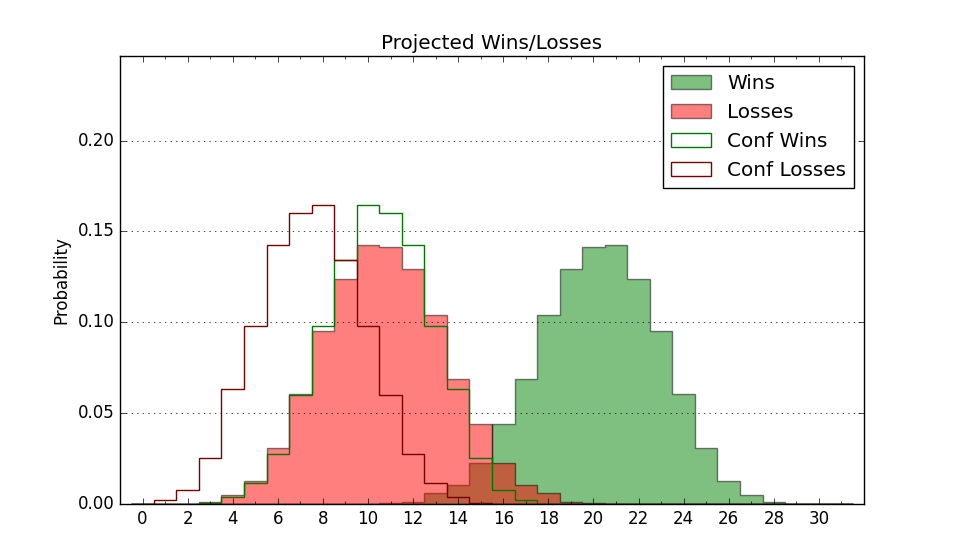 Projected Wins/Losses
Wins
Losses
Conf Wins
Conf Losses
Probability
0.20
0.15
0.10
0.05
0.00
0 2 4 6 8 10 12 14 16 18 20 22 24 26 28 30